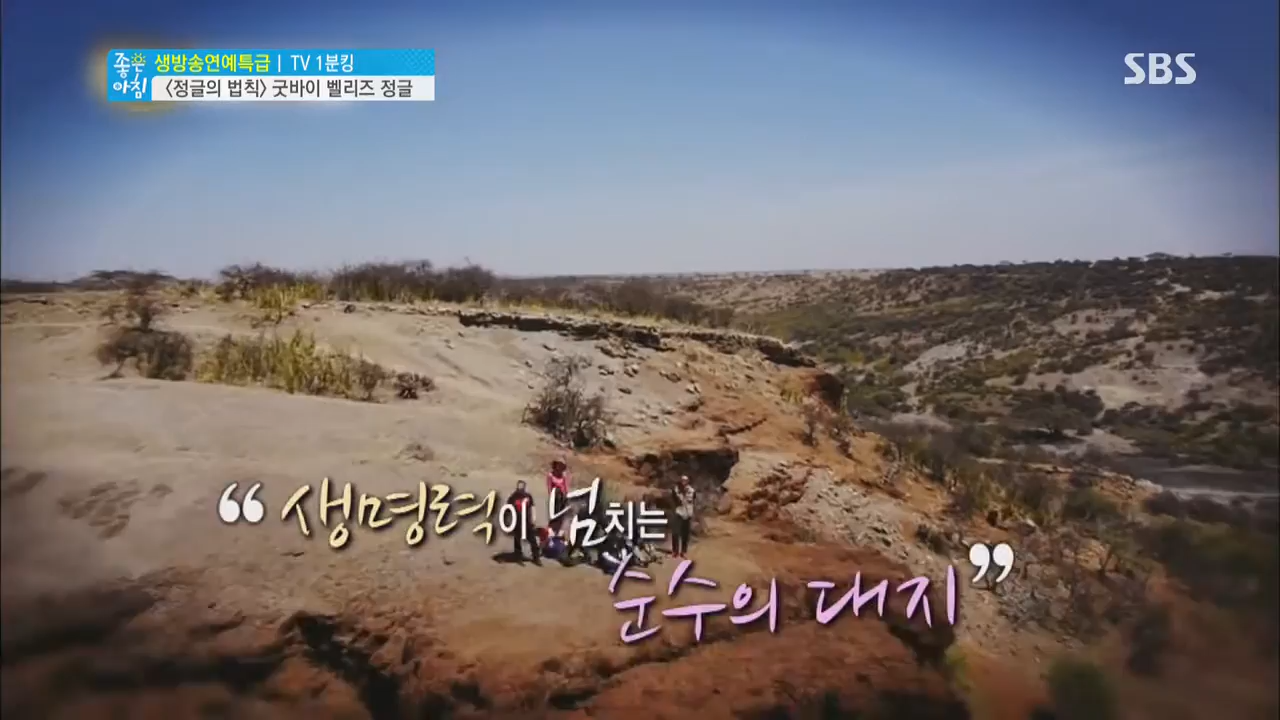 좋은
아침
생방송연예특급 | TV 1분킹
<정글의 법칙> 굿바이 벨리즈 정글
SBS
“생명력이 넘치는
순수의 대지”